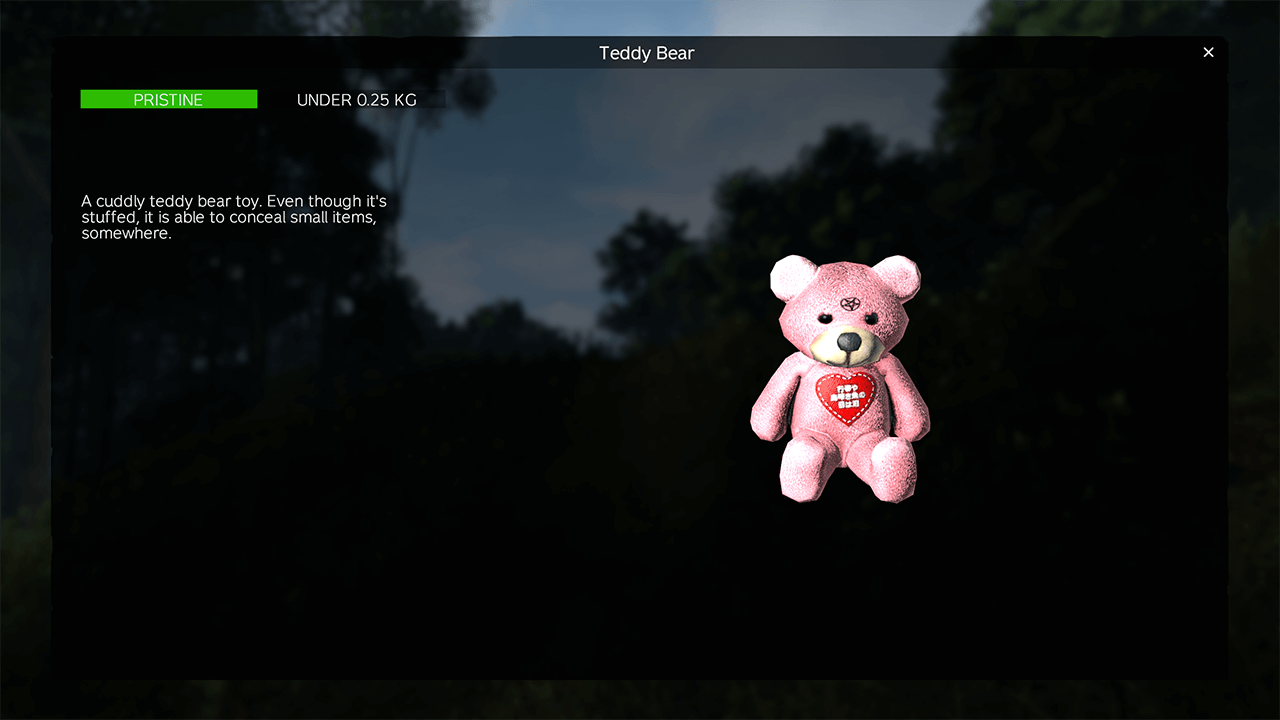 Teddy Bear
PRISTINE
UNDER 0.25 KG
A cuddly teddy bear toy. Even though it's
stuffed, it is able to conceal small items,
somewhere.